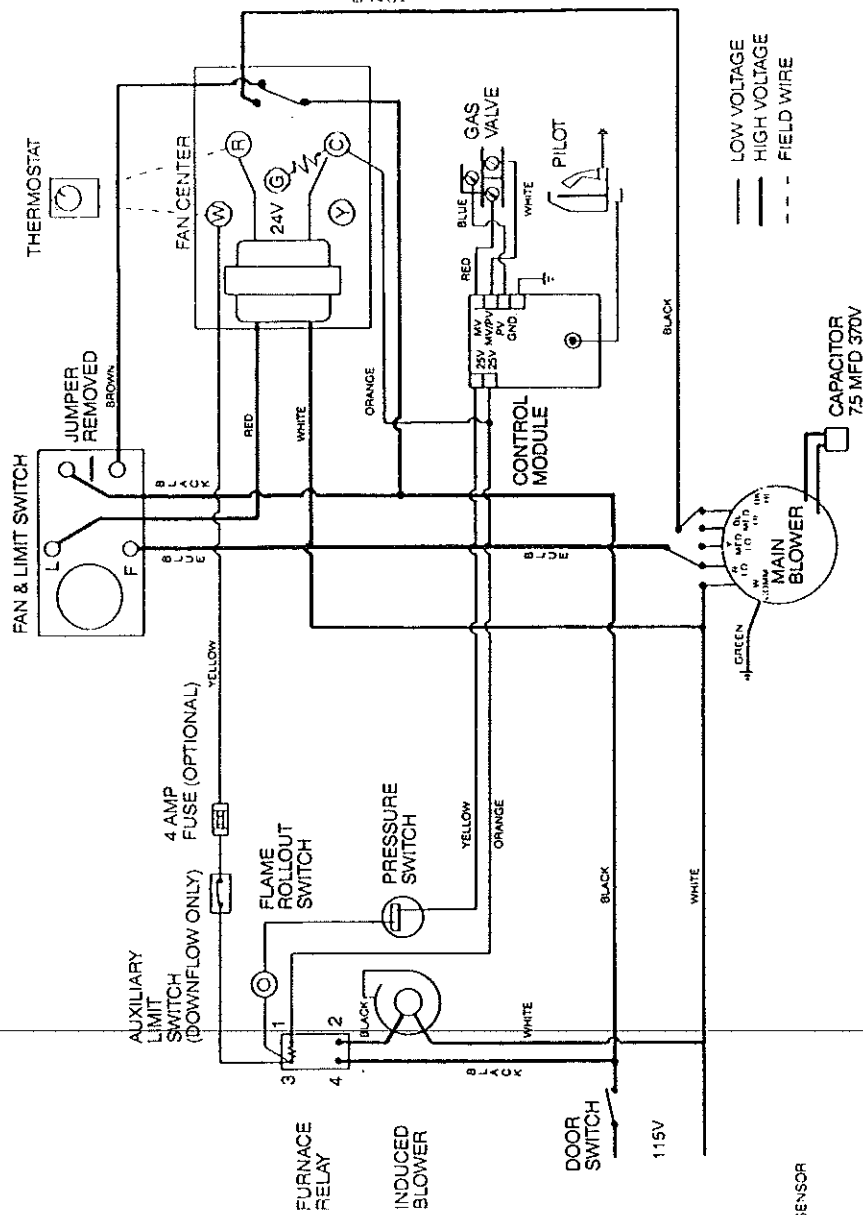 THERMOSTAT
FAN CENTER
R
W
24V
G
C
Y
FAN & LIMIT SWITCH
JUMPER
REMOVED
L
F
BROWN
BLACK
RED
WHITE
ORANGE
BLUE
YELLOW
4 AMP
FUSE (OPTIONAL)
AUXILIARY
LIMIT
SWITCH
(DOWNFLOW ONLY)
FLAME
ROLLOUT
SWITCH
PRESSURE
SWITCH
YELLOW
ORANGE
FURNACE
RELAY
3
1
4
2
BLACK
WHITE
BLACK
INDUCED
BLOWER
DOOR
SWITCH
115V
BLACK
WHITE
GAS
VALVE
BLUE
RED
WHITE
PILOT
25V
25V
MV
MV/PV
PV
GND
CONTROL
MODULE
BLACK
BLUE
MAIN
BLOWER
GREEN
CAPACITOR
7.5 MFD 370V
LOW VOLTAGE
HIGH VOLTAGE
FIELD WIRE
SENSOR